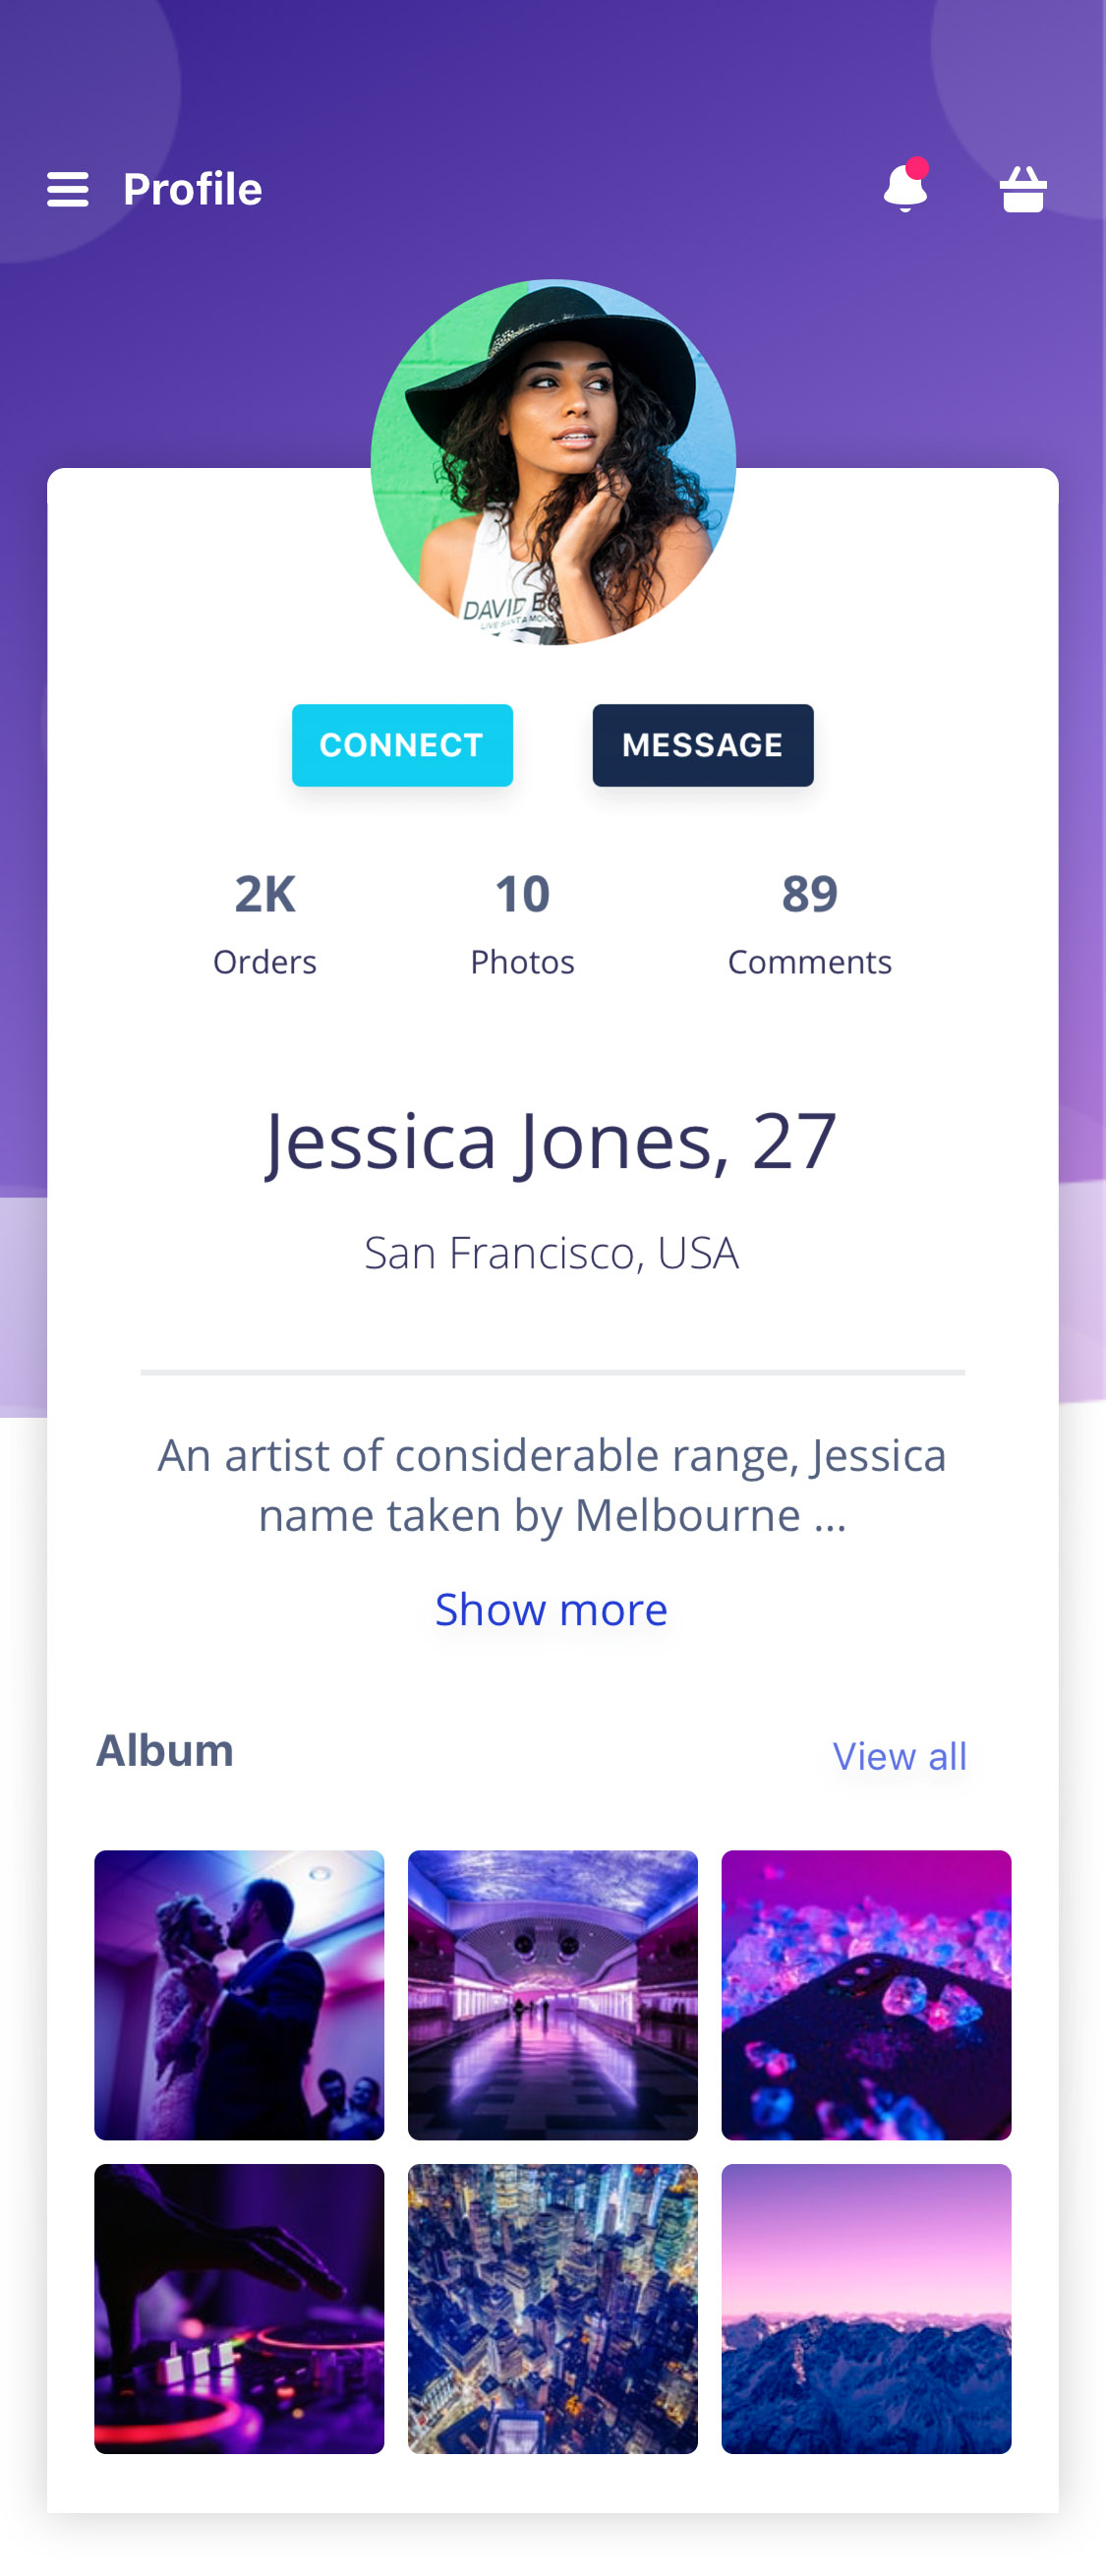 Profile
DAVID BO
CONNECT MESSAGE
2K 10 89
Orders Photos Comments
Jessica Jones, 27
San Francisco, USA
An artist of considerable range, Jessica
name taken by Melbourne ...
Show more
Album View all